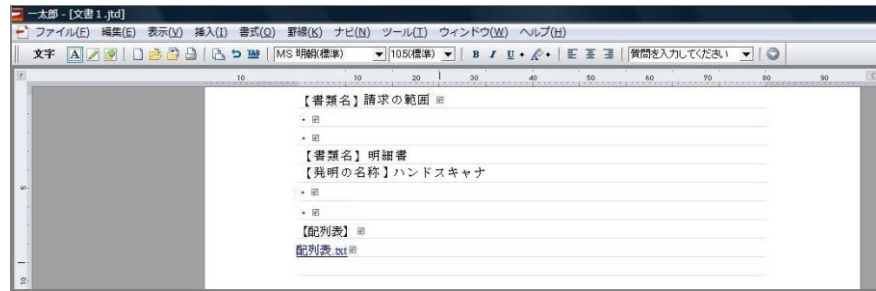 一太郎 - [文書1.jtd]
ファイル(F) 編集(E) 表示(V) 挿入(I) 書式(O) 罫線(K) ナビ(N) ツール(T) ウィンドウ(W) ヘルプ(H)
文字 A MS 明朝(標準) 10.5(標準) B I U 質問を入力してください
10 10 20 30 40 50 60 70 80 90
【書類名】請求の範囲
【書類名】明細書
【発明の名称】ハンドスキャナ
5
【配列表】
配列表.txt
10